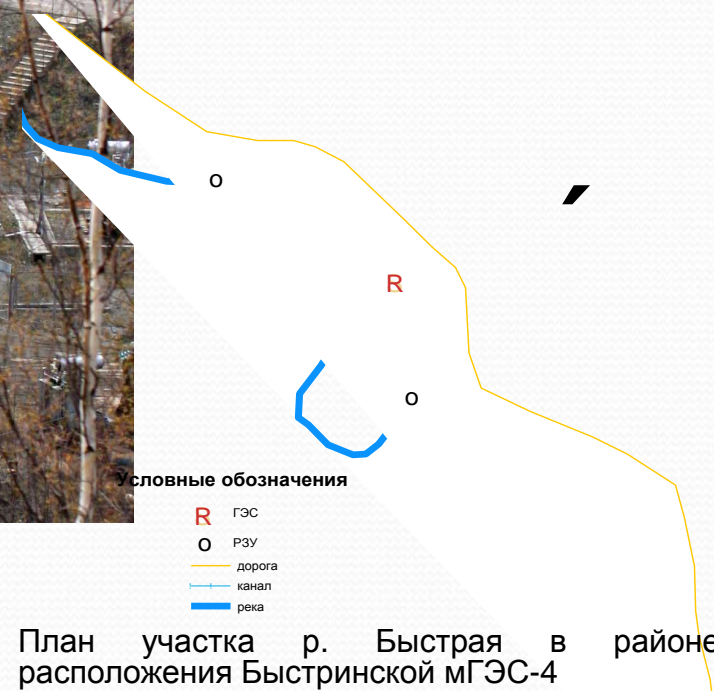 о
R
о
Условные обозначения
R ГЭС
о РЗУ
дорога
канал
река
План участка р. Быстрая в районе
расположения Быстринской мГЭС-4